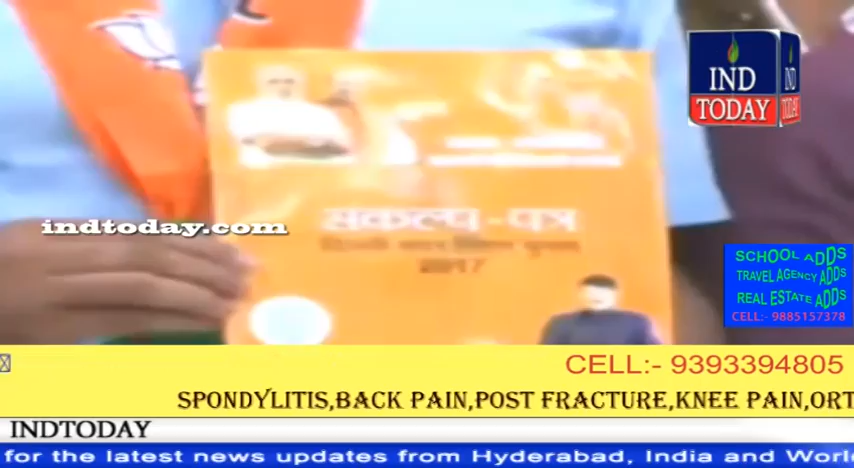 IND
TODAY
IND
TODAY
indtoday.com
संकल्प - पत्र
2017
SCHOOL ADDS
TRAVEL AGENCY ADDS
REAL ESTATE ADDS
CELL:- 9885157378
CELL:- 9393394805
SPONDYLITIS,BACK PAIN,POST FRACTURE,KNEE PAIN,ORT
INDTODAY
for the latest news updates from Hyderabad, India and Worl